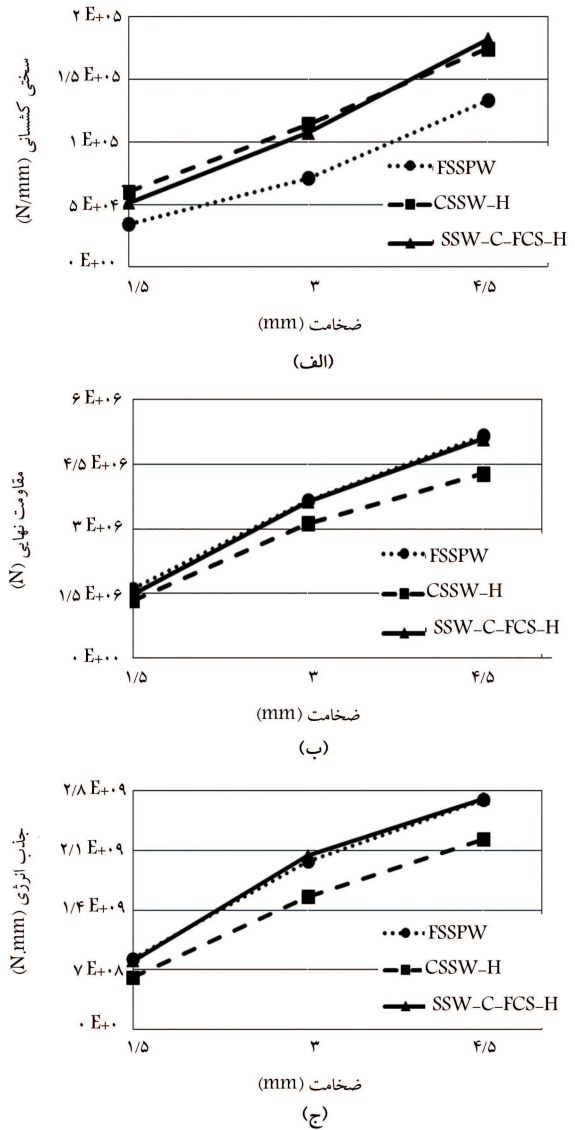 ۲ E+۰۵
۱/۵ E+۰۵
۱ E+۰۵
۵ E+۰۴
۰ E+۰۰
سختی کشسانی (N/mm)
FSSPW
CSSW-H
SSW-C-FCS-H
۱/۵ ۳ ۴/۵
ضخامت (mm)
(الف)
۶ E+۰۶
۴/۵ E+۰۶
۳ E+۰۶
۱/۵ E+۰۶
۰ E+۰۰
مقاومت نهایی (N)
FSSPW
CSSW-H
SSW-C-FCS-H
۱/۵ ۳ ۴/۵
ضخامت (mm)
(ب)
۲/۸ E+۰۹
۲/۱ E+۰۹
۱/۴ E+۰۹
۷ E+۰۸
۰ E+۰
جذب انرژی (N.mm)
FSSPW
CSSW-H
SSW-C-FCS-H
۱/۵ ۳ ۴/۵
ضخامت (mm)
(ج)